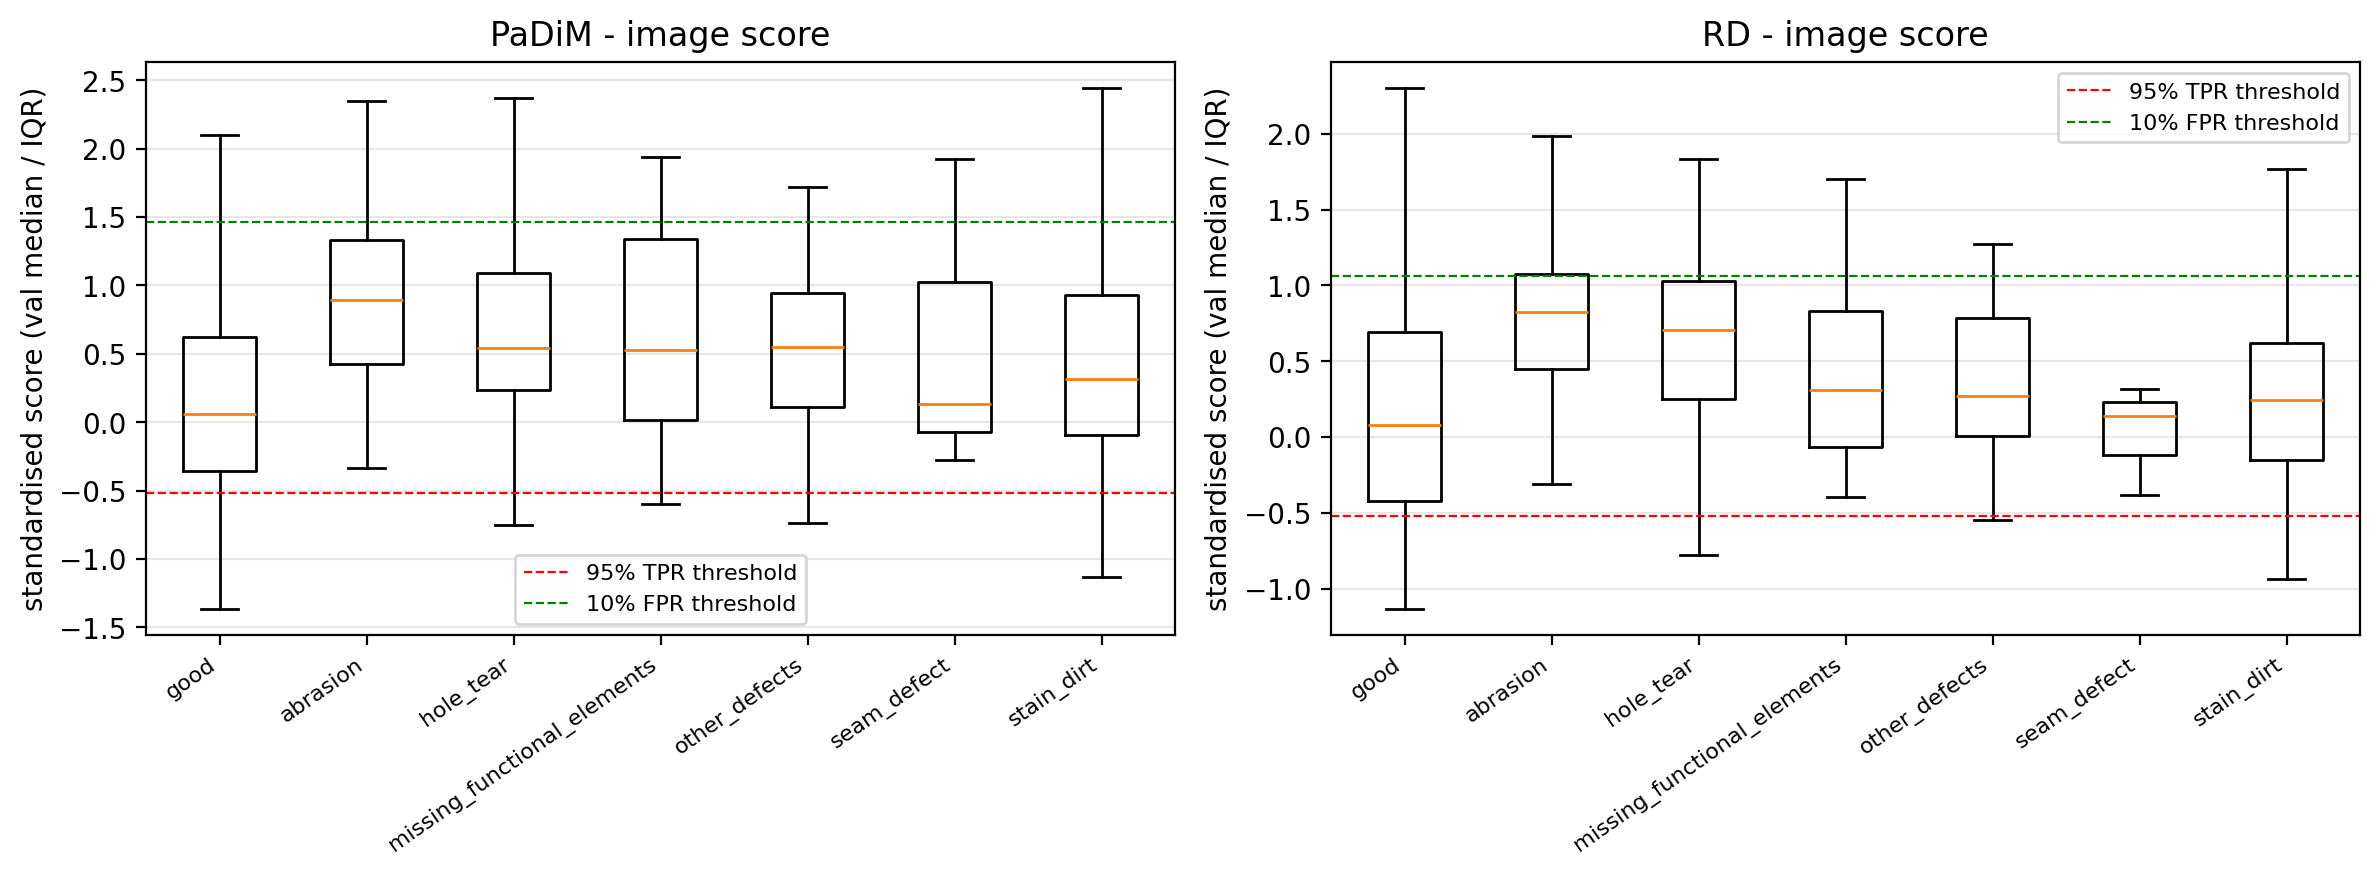 PaDiM - image score
standardised score (val median / IQR)
2.5
2.0
1.5
1.0
0.5
0.0
−0.5
−1.0
−1.5
95% TPR threshold
10% FPR threshold
good
abrasion
hole_tear
missing_functional_elements
other_defects
seam_defect
stain_dirt
RD - image score
standardised score (val median / IQR)
2.0
1.5
1.0
0.5
0.0
−0.5
−1.0
95% TPR threshold
10% FPR threshold
good
abrasion
hole_tear
missing_functional_elements
other_defects
seam_defect
stain_dirt